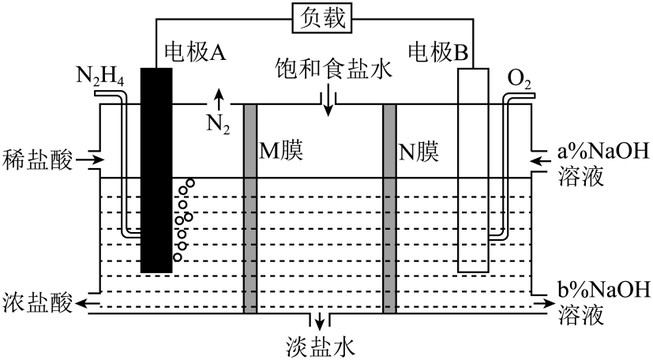 负载
电极A
电极B
N₂H₄
饱和食盐水
O₂
N₂
稀盐酸
M膜
N膜
a%NaOH
溶液
浓盐酸
b%NaOH
溶液
淡盐水